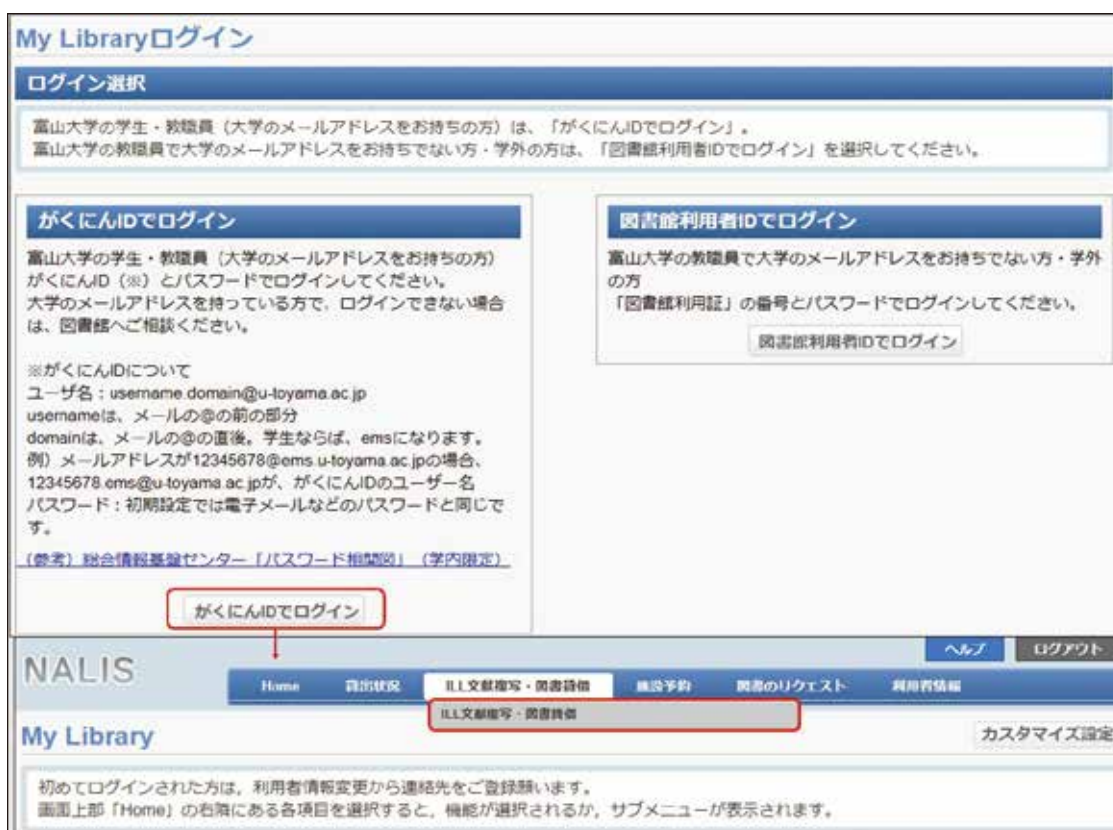 My Libraryログイン
ログイン選択
富山大学の学生・教職員（大学のメールアドレスをお持ちの方）は、「がくにんIDでログイン」。
富山大学の教職員で大学のメールアドレスをお持ちでない方・学外の方は、「図書館利用者IDでログイン」を選択してください。
がくにんIDでログイン
富山大学の学生・教職員（大学のメールアドレスをお持ちの方）
がくにんID（※）とパスワードでログインしてください。
大学のメールアドレスを持っている方で、ログインできない場合
は、図書館へご相談ください。
※がくにんIDについて
ユーザ名：username.domain@u-toyama.ac.jp
usernameは、メールの@の前の部分
domainは、メールの@の直後。学生ならば、emsになります。
例）メールアドレスが12345678@ems.u-toyama.ac.jpの場合、
12345678.ems@u-toyama.ac.jpが、がくにんIDのユーザー名
パスワード：初期設定では電子メールなどのパスワードと同じで
す。
（参考）総合情報基盤センター「パスワード相関図」（学内限定）
がくにんIDでログイン
図書館利用者IDでログイン
富山大学の教職員で大学のメールアドレスをお持ちでない方・学外
の方
「図書館利用証」の番号とパスワードでログインしてください。
図書館利用者IDでログイン
ヘルプ ログアウト
NALIS
Home 貸出状況 ILL文献複写・図書貸借 施設予約 図書のリクエスト 利用者情報
ILL文献複写・図書貸借
My Library
カスタマイズ設定
初めてログインされた方は，利用者情報変更から連絡先をご登録願います。
画面上部「Home」の右隣にある各項目を選択すると，機能が選択されるか，サブメニューが表示されます。